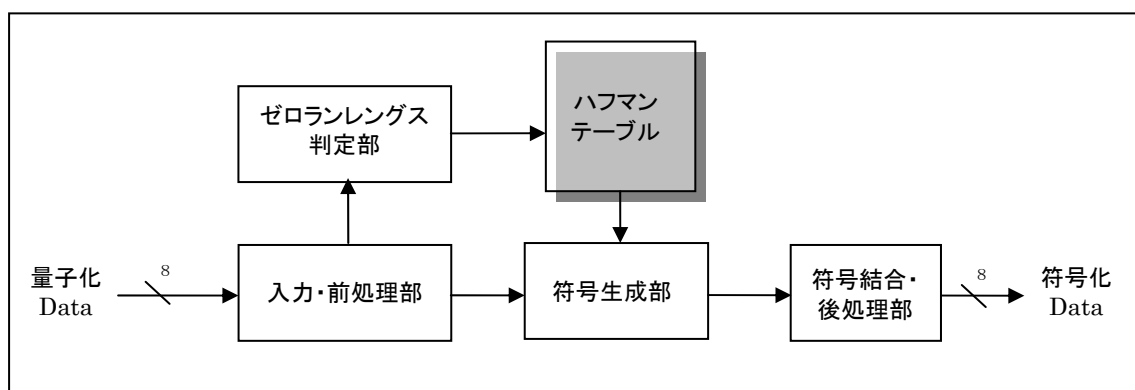 ハフマン
テーブル
ゼロランレングス
判定部
量子化
Data
8
入力・前処理部
符号生成部
符号結合・
後処理部
8
符号化
Data